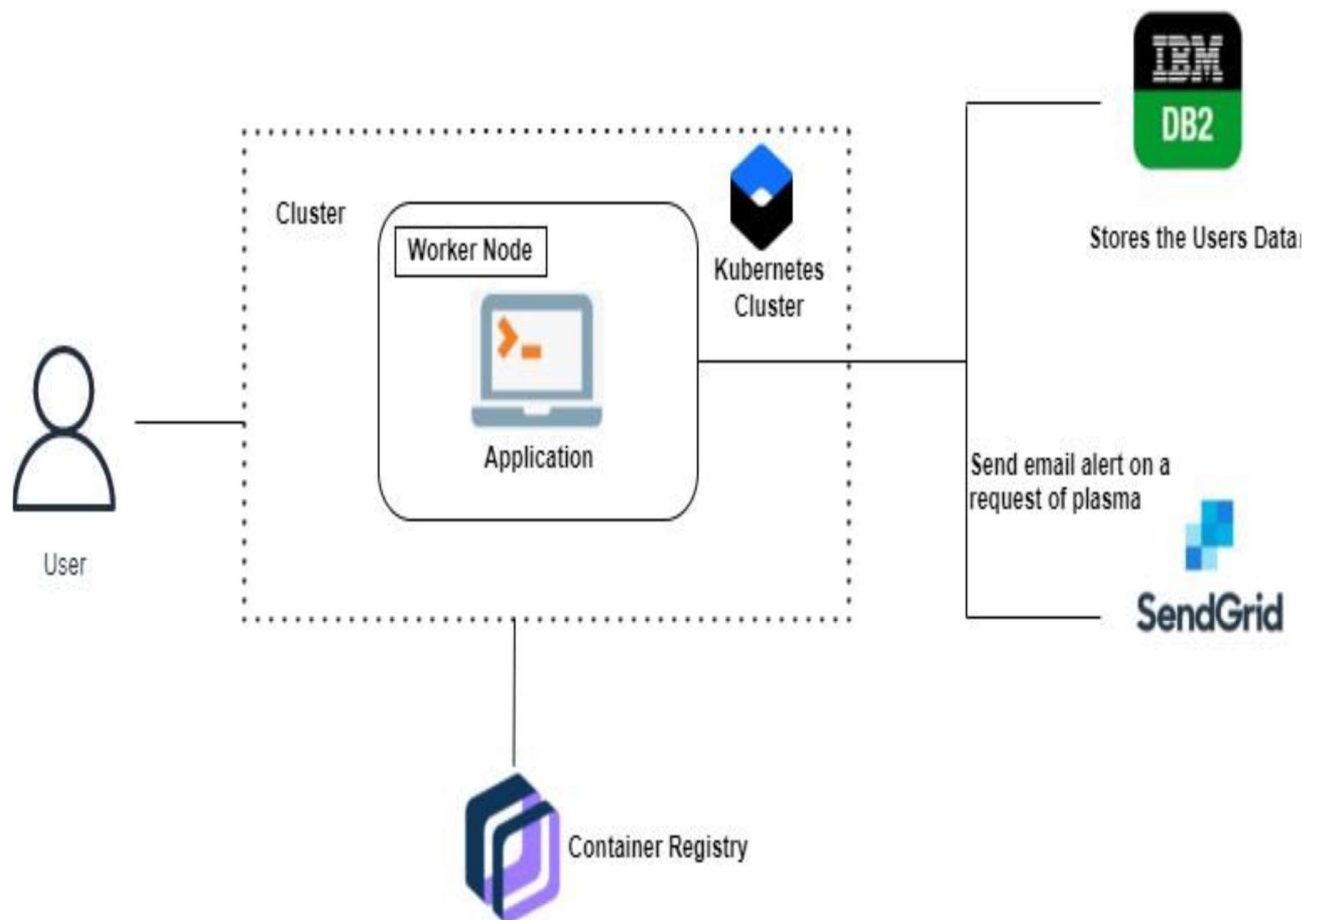 IBM
DB2
Stores the Users Data
Cluster
Worker Node
Kubernetes
Cluster
Application
User
Send email alert on a
request of plasma
SendGrid
Container Registry